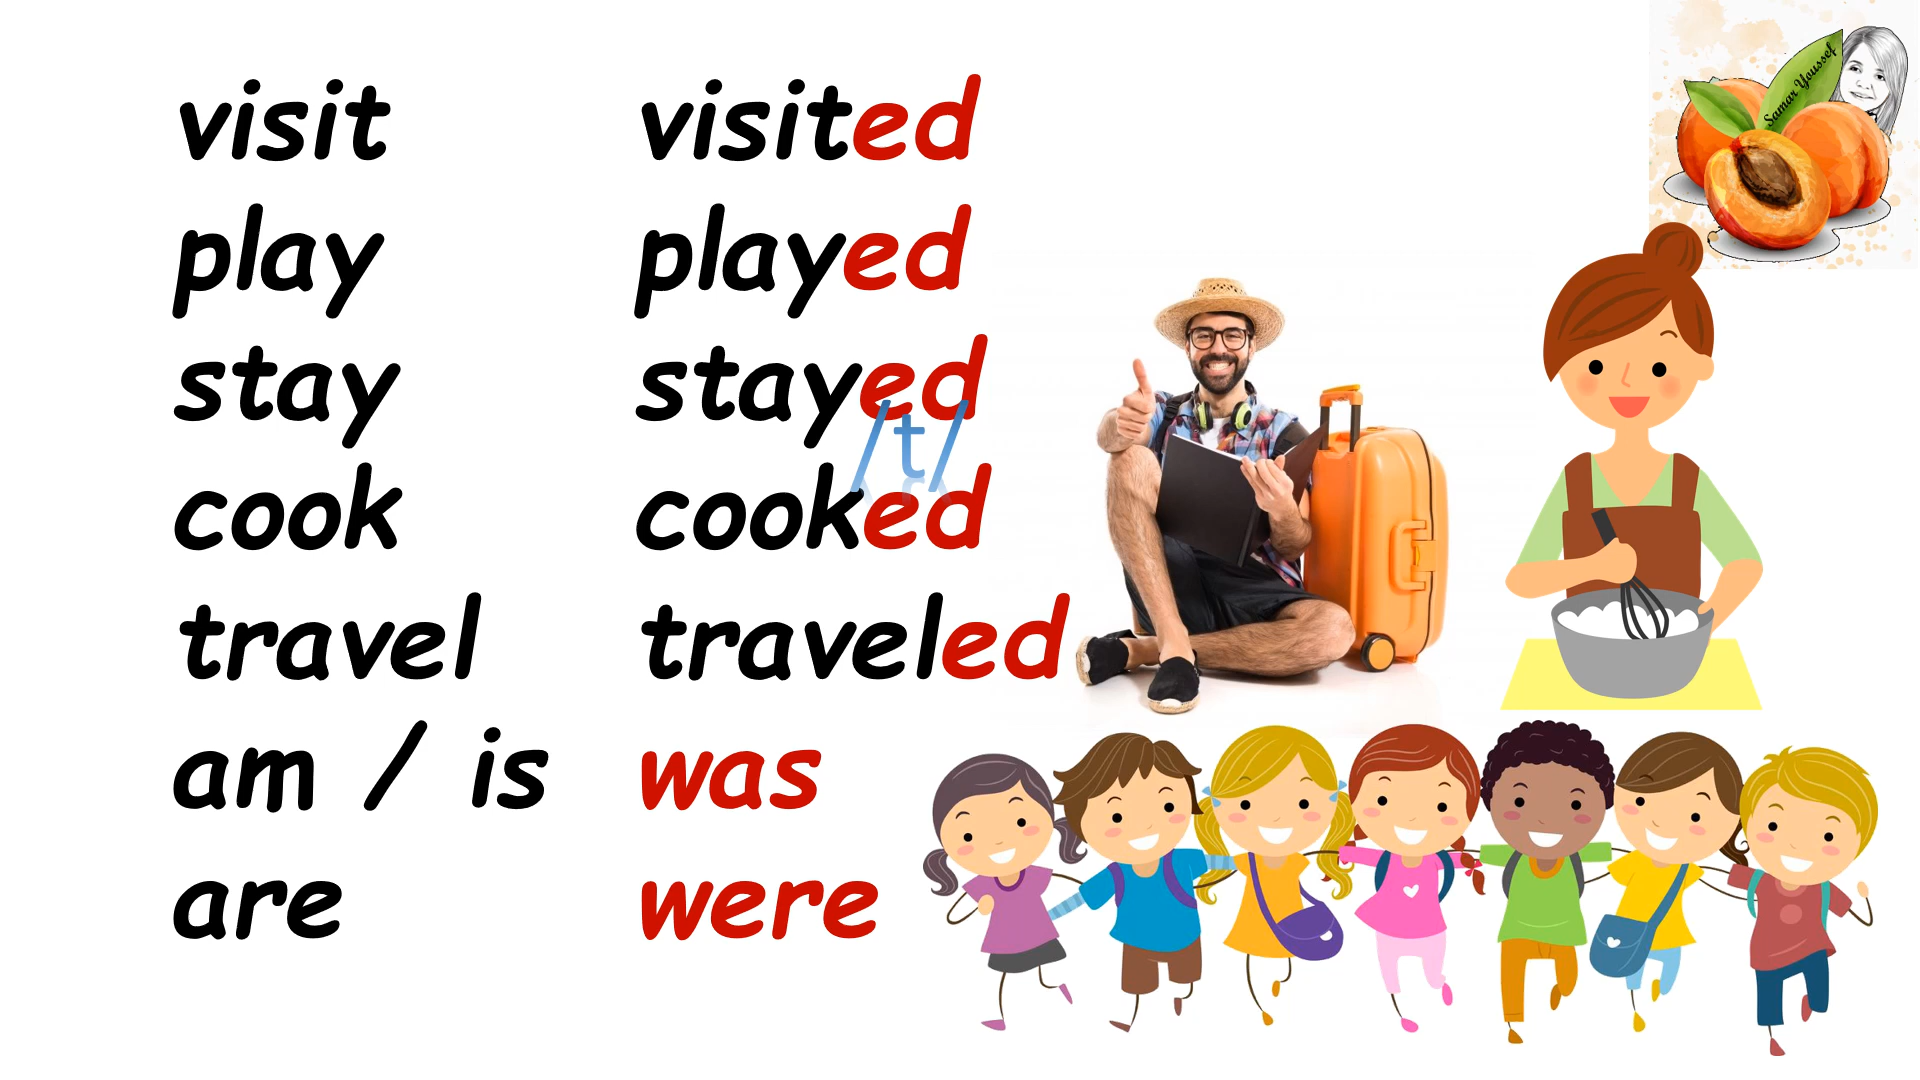 visit visited
play played
stay stayed
/t/
cook cooked
travel traveled
am / is was
are were
Samar Youssef